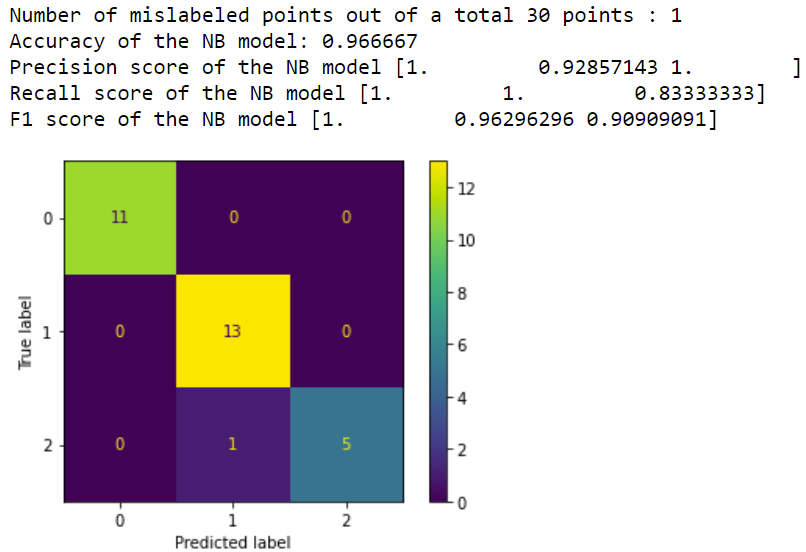 Number of mislabeled points out of a total 30 points : 1
Accuracy of the NB model: 0.966667
Precision score of the NB model [1.         0.92857143 1.        ]
Recall score of the NB model [1.         1.         0.83333333]
F1 score of the NB model [1.         0.96296296 0.90909091]
0 11 0 0
1 0 13 0
2 0 1 5
0 1 2
True label
Predicted label
12
10
8
6
4
2
0